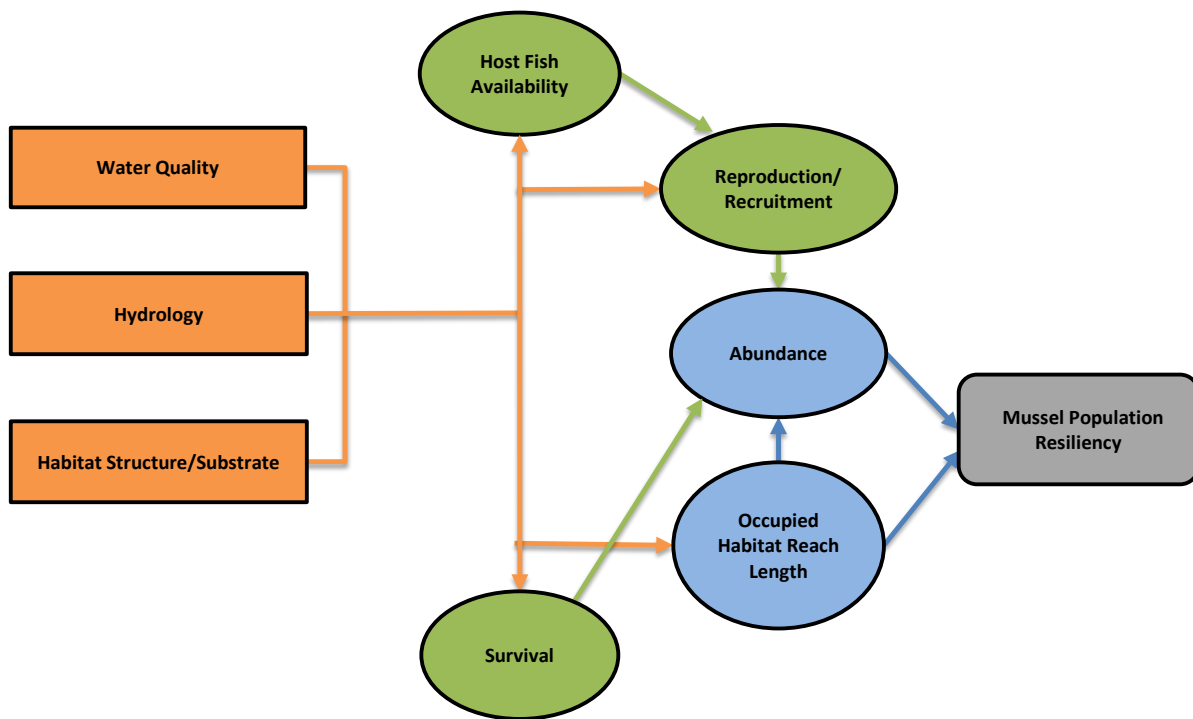 Host Fish
Availability
Water Quality
Reproduction/
Recruitment
Hydrology
Abundance
Mussel Population
Resiliency
Habitat Structure/Substrate
Occupied
Habitat Reach
Length
Survival